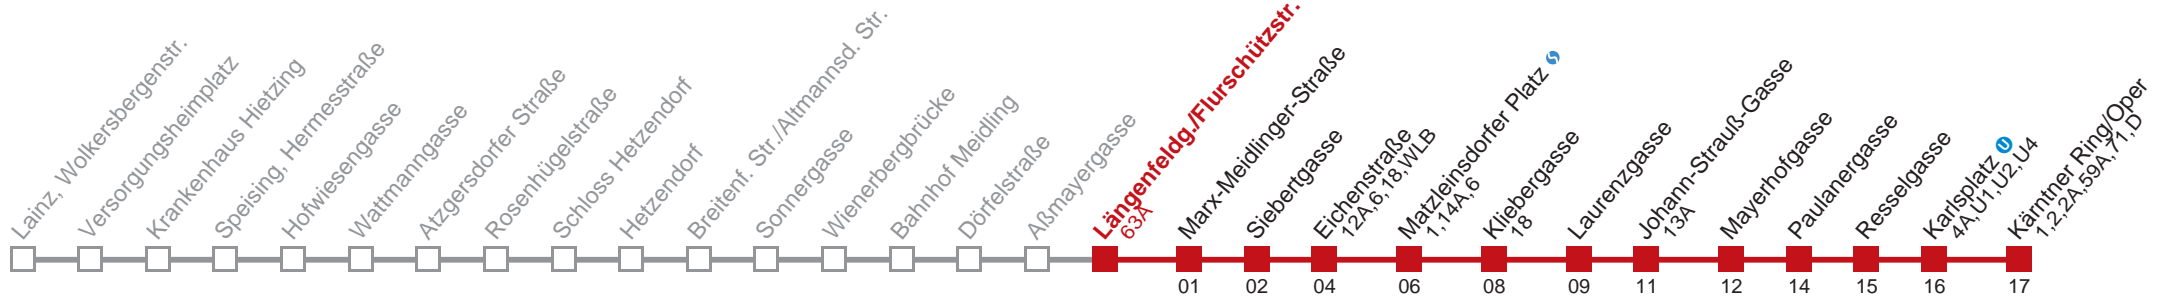 Lainz, Wolkersbergenstr.
Versorgungsheimplatz
Krankenhaus Hietzing
Speising, Hermesstraße
Hofwiesengasse
Wattmanngasse
Atzgersdorfer Straße
Rosenhügelstraße
Schloss Hetzendorf
Hetzendorf
Breitenf. Str./Altmannsd. Str.
Sonnergasse
Wienerbergbrücke
Bahnhof Meidling
Dörfelstraße
Aßmayergasse
Längenfeldg./Flurschützstr.
63A
Marx-Meidlinger-Straße
01
Siebertgasse
02
Eichenstraße
12A,6,18,WLB
04
Matzleinsdorfer Platz
1,14A,6
06
Kliebergasse
18
08
Laurenzgasse
09
Johann-Strauß-Gasse
13A
11
Mayerhofgasse
12
Paulanergasse
14
Resselgasse
15
Karlsplatz U
4A,U1,U2,U4
16
Kärntner Ring/Oper
1,2,2A,59A,71,D
17